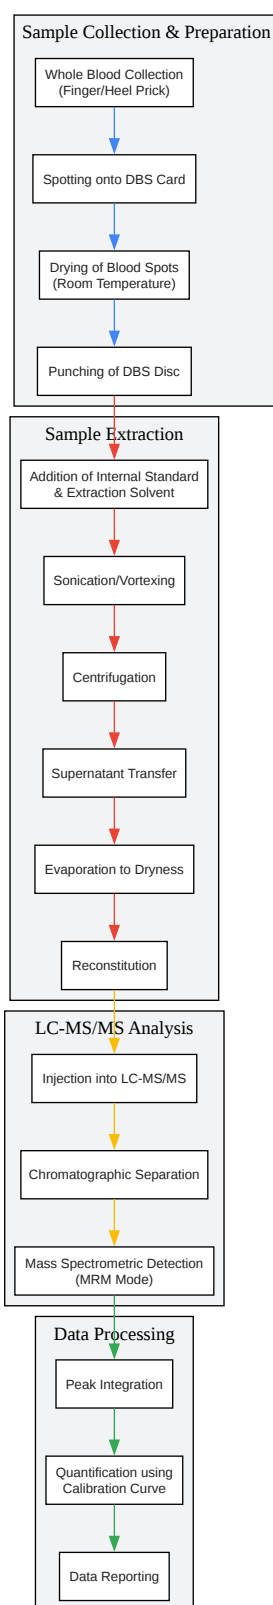 Sample Collection & Preparation
Whole Blood Collection
(Finger/Heel Prick)
Spotting onto DBS Card
Drying of Blood Spots
(Room Temperature)
Punching of DBS Disc
Sample Extraction
Addition of Internal Standard
& Extraction Solvent
Sonication/Vortexing
Centrifugation
Supernatant Transfer
Evaporation to Dryness
Reconstitution
LC-MS/MS Analysis
Injection into LC-MS/MS
Chromatographic Separation
Mass Spectrometric Detection
(MRM Mode)
Data Processing
Peak Integration
Quantification using
Calibration Curve
Data Reporting